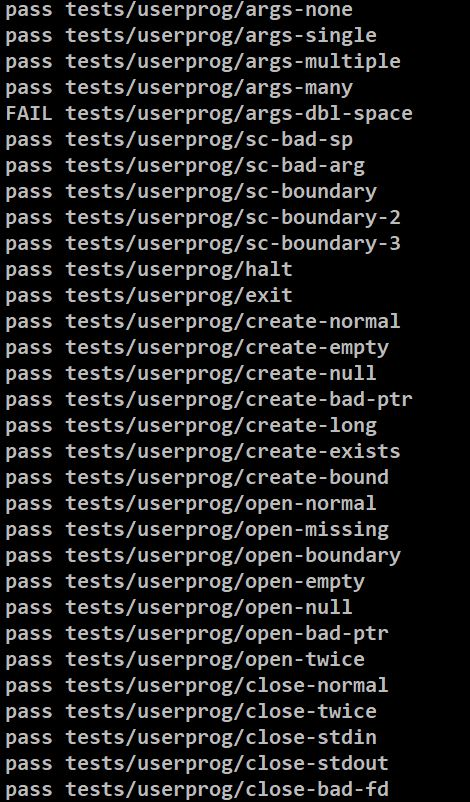 pass tests/userprog/args-none
pass tests/userprog/args-single
pass tests/userprog/args-multiple
pass tests/userprog/args-many
FAIL tests/userprog/args-dbl-space
pass tests/userprog/sc-bad-sp
pass tests/userprog/sc-bad-arg
pass tests/userprog/sc-boundary
pass tests/userprog/sc-boundary-2
pass tests/userprog/sc-boundary-3
pass tests/userprog/halt
pass tests/userprog/exit
pass tests/userprog/create-normal
pass tests/userprog/create-empty
pass tests/userprog/create-null
pass tests/userprog/create-bad-ptr
pass tests/userprog/create-long
pass tests/userprog/create-exists
pass tests/userprog/create-bound
pass tests/userprog/open-normal
pass tests/userprog/open-missing
pass tests/userprog/open-boundary
pass tests/userprog/open-empty
pass tests/userprog/open-null
pass tests/userprog/open-bad-ptr
pass tests/userprog/open-twice
pass tests/userprog/close-normal
pass tests/userprog/close-twice
pass tests/userprog/close-stdin
pass tests/userprog/close-stdout
pass tests/userprog/close-bad-fd